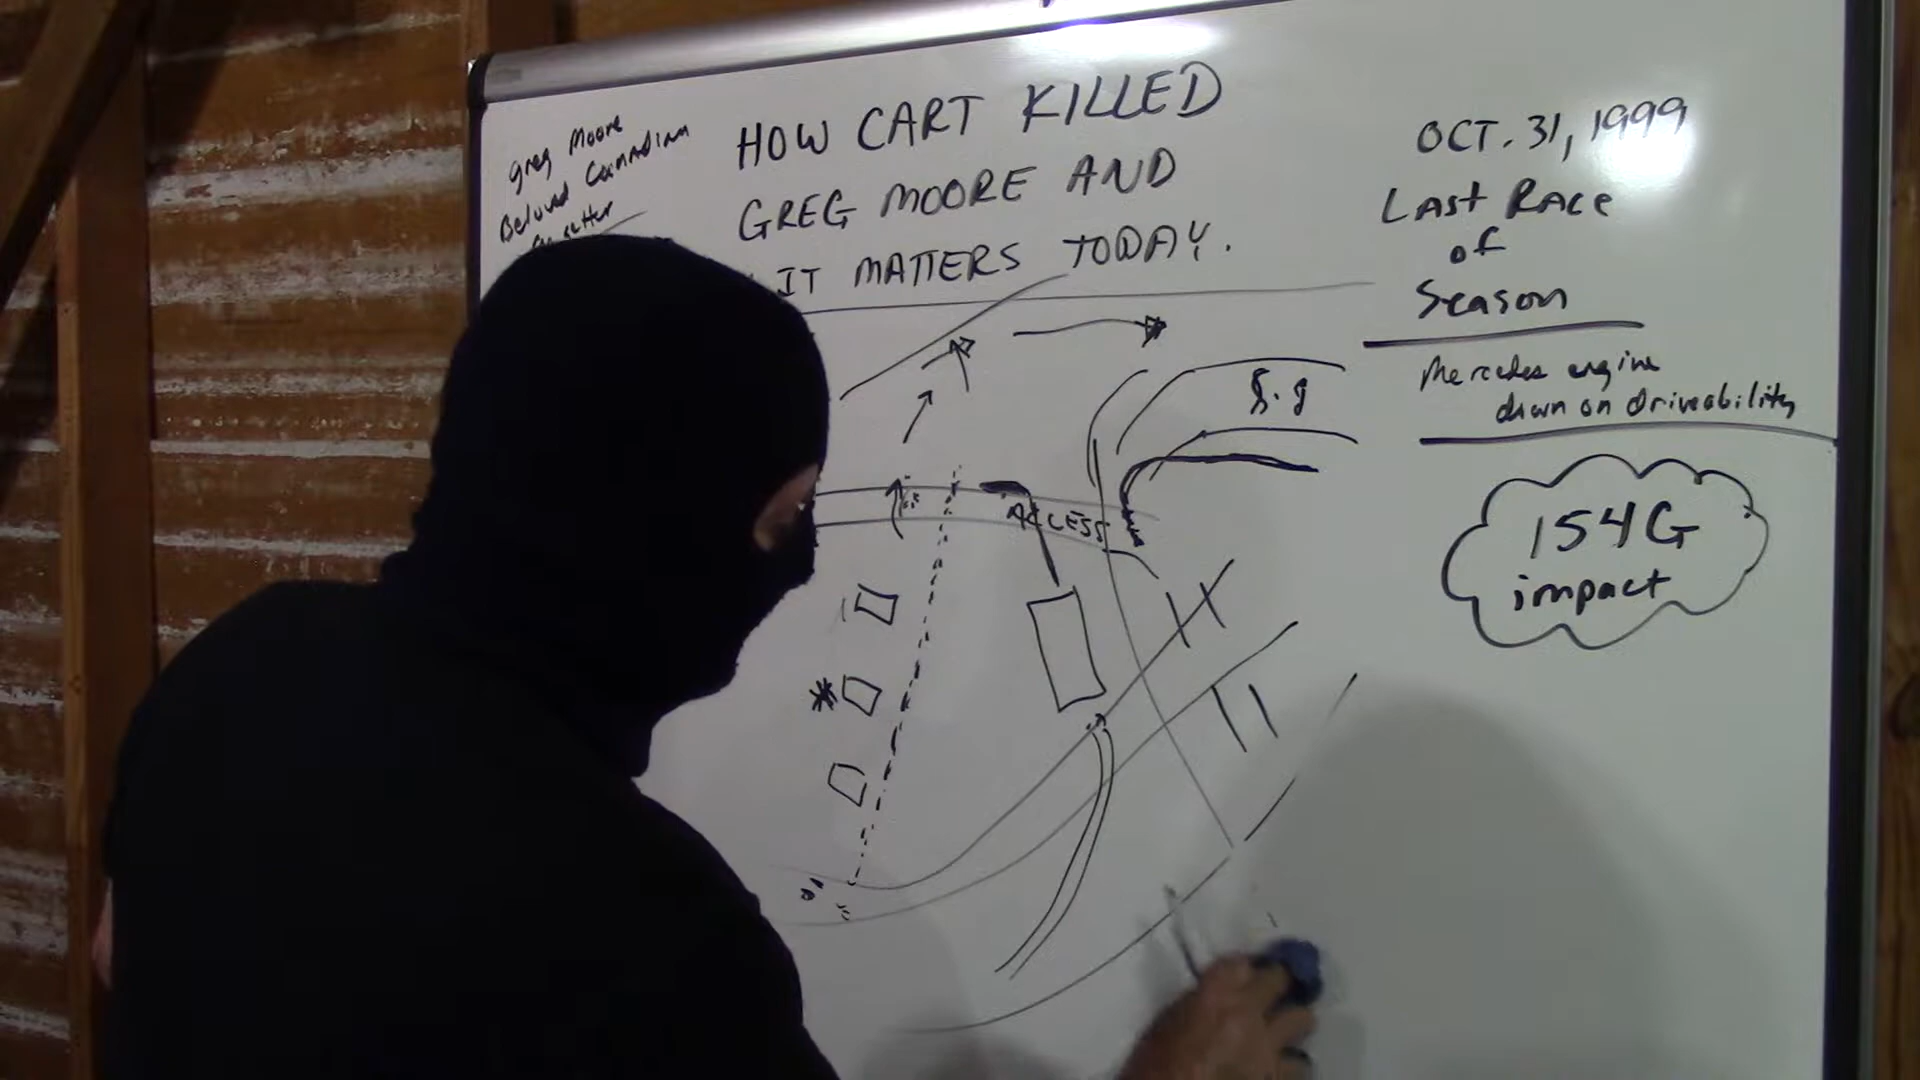 Greg Moore
Beloved Canadian
HOW CART KILLED
GREG MOORE AND
IT MATTERS TODAY.
OCT. 31, 1999
LAST RACE
of
Season
Mercedes engine
down on driveability
ACCESS
154G
impact